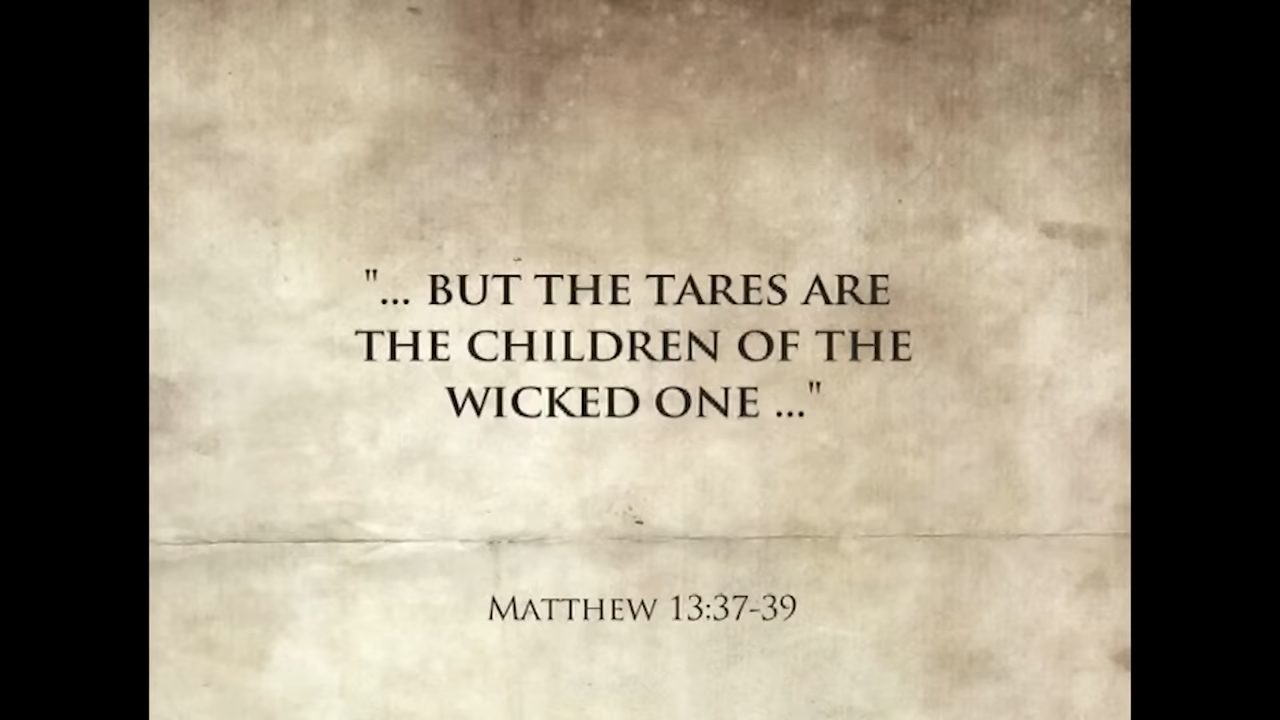 "... BUT THE TARES ARE
THE CHILDREN OF THE
WICKED ONE ..."
MATTHEW 13:37-39